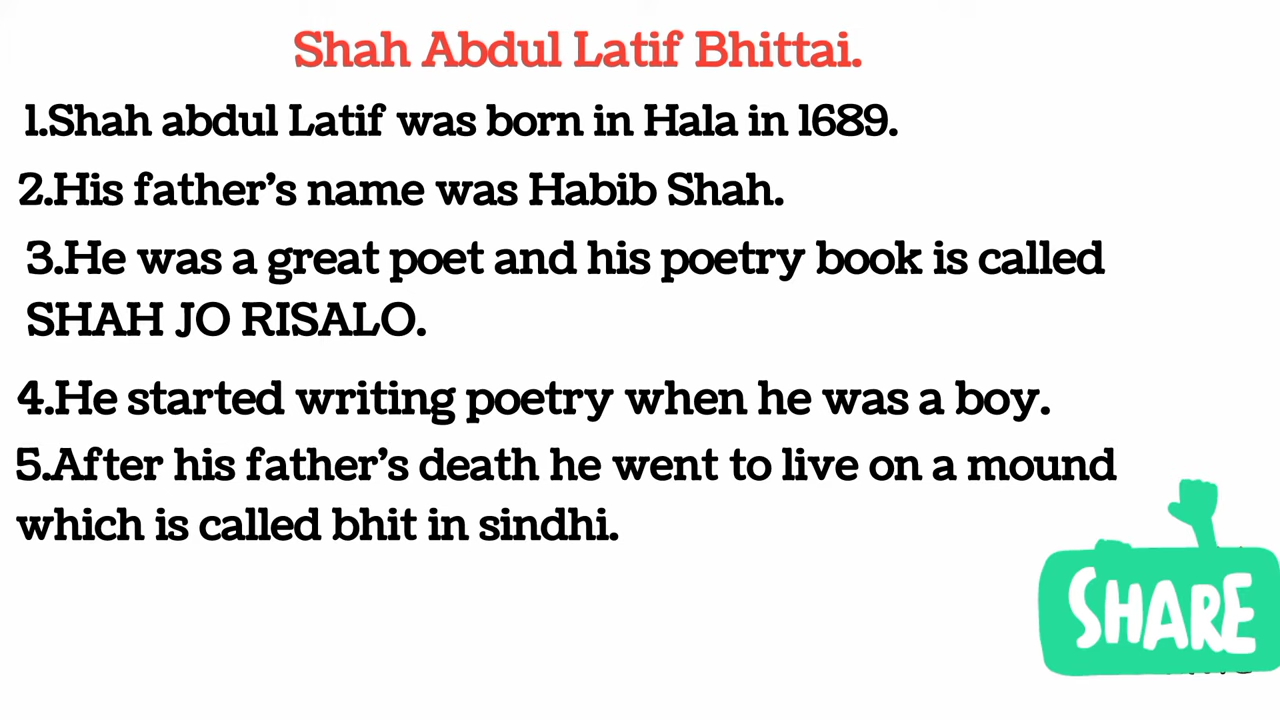 Shah Abdul Latif Bhittai.
1.Shah abdul Latif was born in Hala in 1689.
2.His father's name was Habib Shah.
3.He was a great poet and his poetry book is called
SHAH JO RISALO.
4.He started writing poetry when he was a boy.
5.After his father's death he went to live on a mound
which is called bhit in sindhi.
SHARE